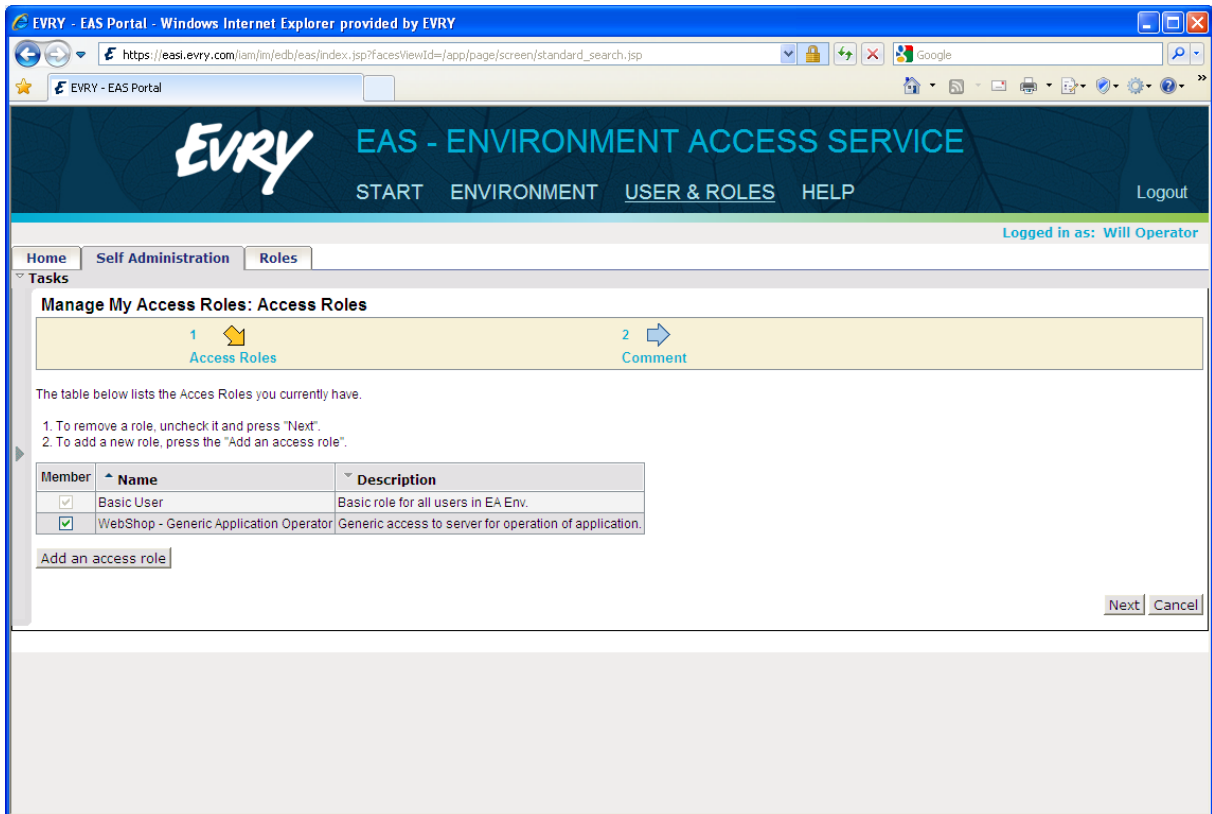 EVRY - EAS Portal - Windows Internet Explorer provided by EVRY
https://easi.evry.com/iam/im/edb/eas/index.jsp?facesViewId=/app/page/screen/standard_search.jsp
Google
EVRY - EAS Portal
EVRY EAS - ENVIRONMENT ACCESS SERVICE
START ENVIRONMENT USER & ROLES HELP Logout
Logged in as: Will Operator
Home Self Administration Roles
Tasks
Manage My Access Roles: Access Roles
1 2
Access Roles Comment
The table below lists the Acces Roles you currently have.
1. To remove a role, uncheck it and press "Next".
2. To add a new role, press the "Add an access role".
Member Name Description
Basic User Basic role for all users in EA Env.
WebShop - Generic Application Operator Generic access to server for operation of application.
Add an access role
Next Cancel